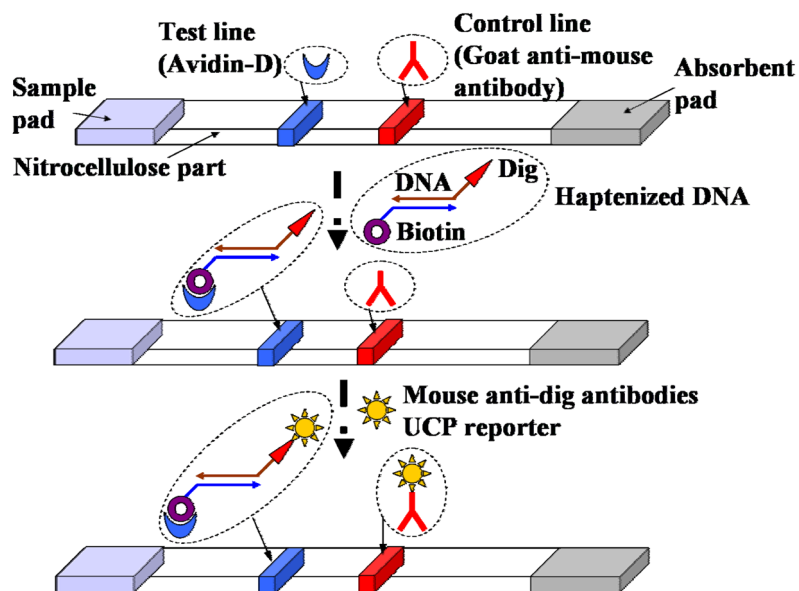 Test line
(Avidin-D)
Control line
(Goat anti-mouse
antibody)
Absorbent
pad
Sample
pad
Nitrocellulose part
DNA
Dig
Biotin
Haptenized DNA
Mouse anti-dig antibodies
UCP reporter